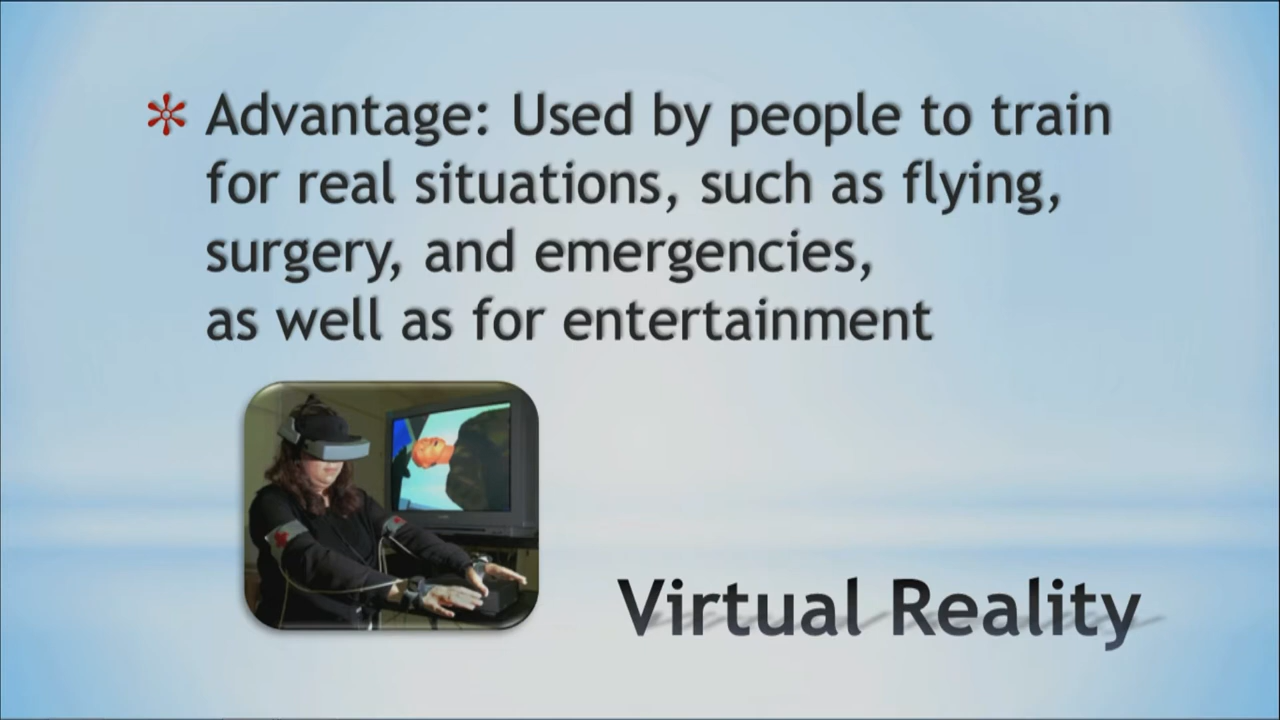 * Advantage: Used by people to train
for real situations, such as flying,
surgery, and emergencies,
as well as for entertainment
Virtual Reality